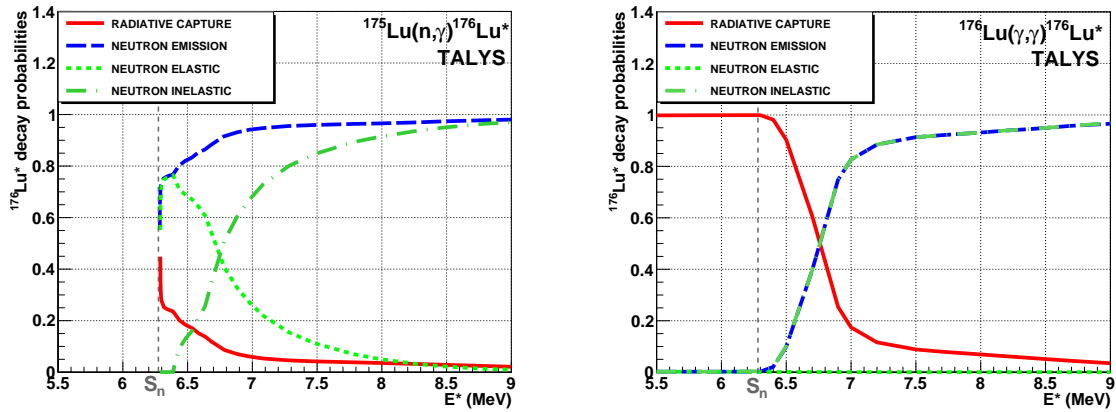 ¹⁷⁶Lu* decay probabilities
1.4
1.2
1
0.8
0.6
0.4
0.2
0
RADIATIVE CAPTURE
NEUTRON EMISSION
NEUTRON ELASTIC
NEUTRON INELASTIC
¹⁷⁵Lu(n,γ)¹⁷⁶Lu*
TALYS
5.5 6 6.5 7 7.5 8 8.5 9
Sₙ
E* (MeV)
¹⁷⁶Lu* decay probabilities
1.4
1.2
1
0.8
0.6
0.4
0.2
0
RADIATIVE CAPTURE
NEUTRON EMISSION
NEUTRON ELASTIC
NEUTRON INELASTIC
¹⁷⁶Lu(γ,γ)¹⁷⁶Lu*
TALYS
5.5 6 6.5 7 7.5 8 8.5 9
Sₙ
E* (MeV)